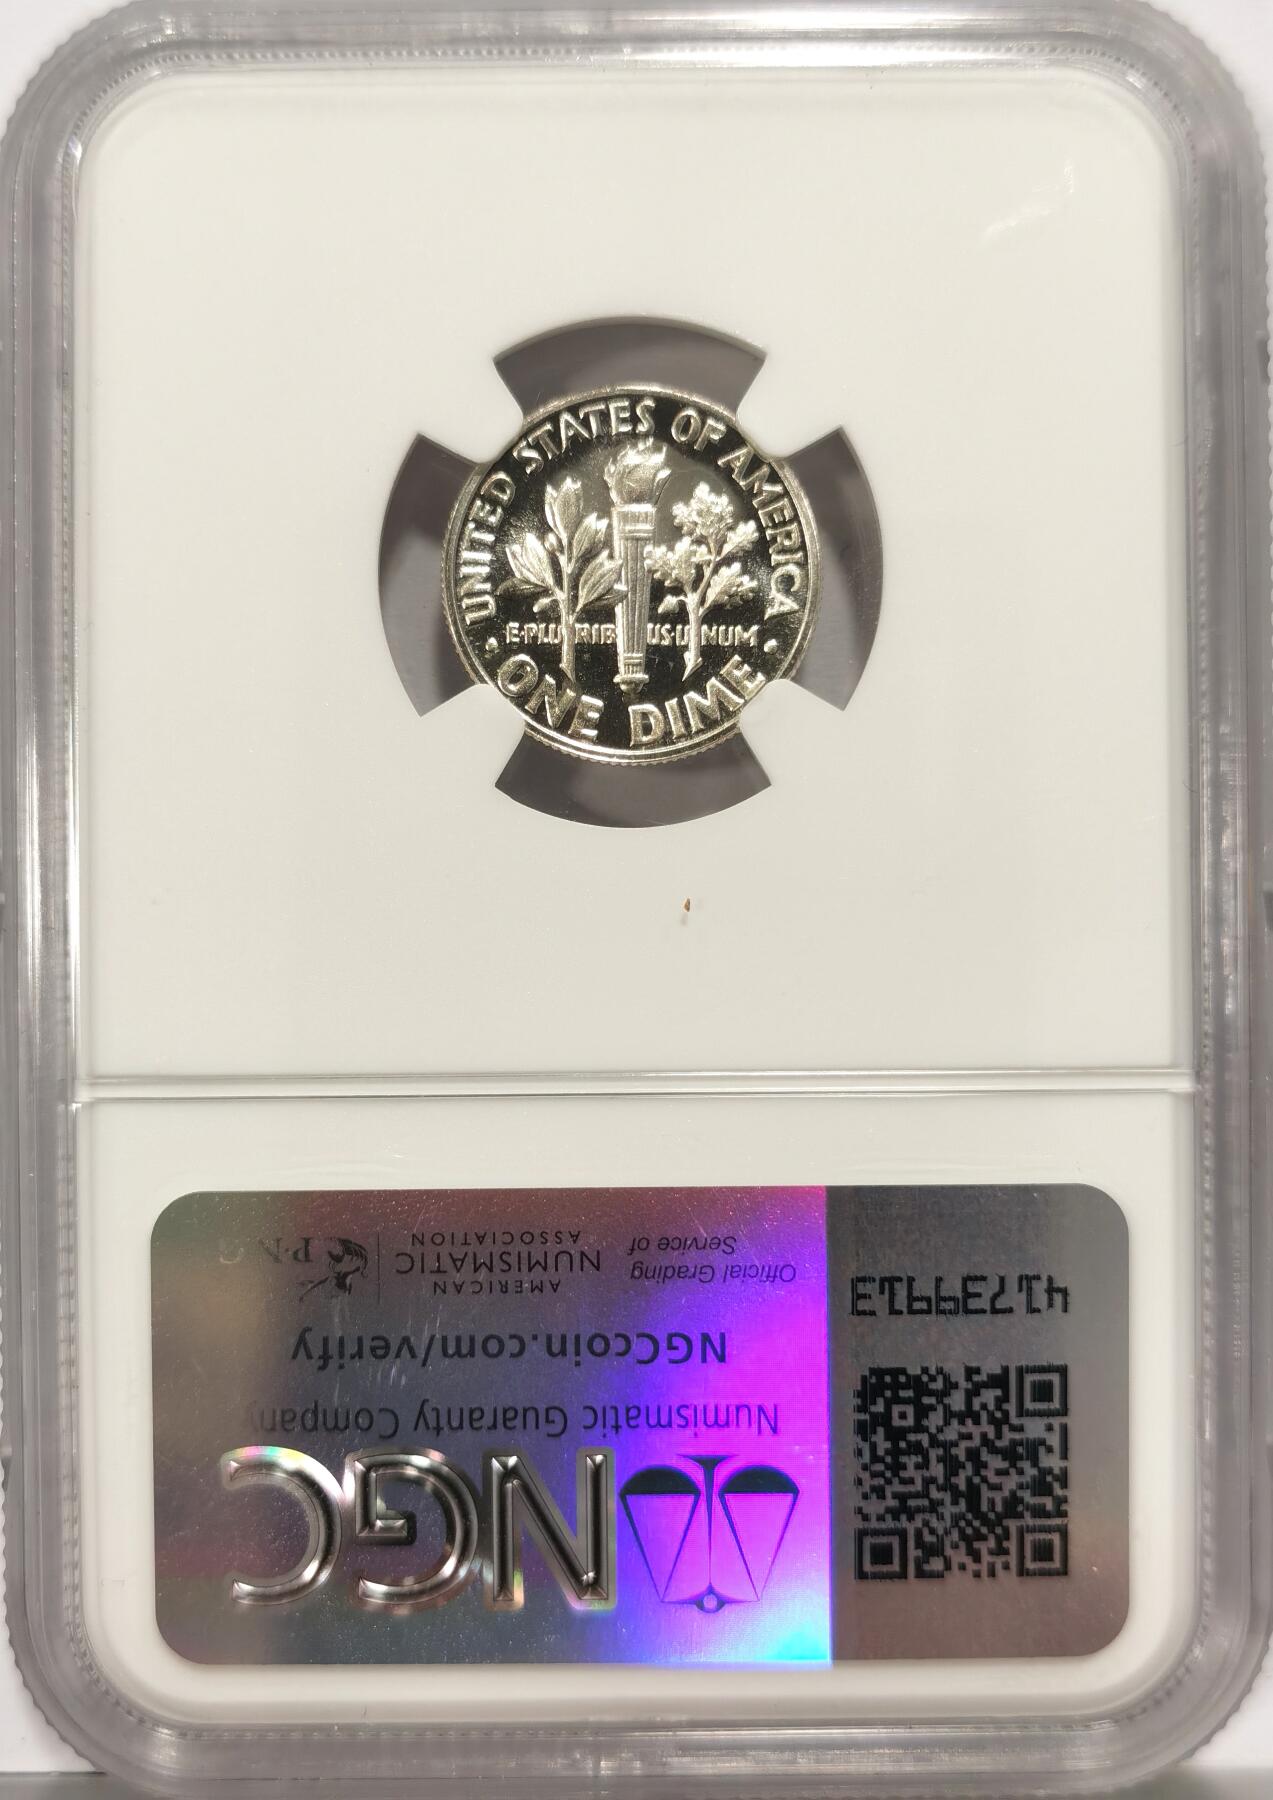 UNITED STATES OF AMERICA
E·PLURIBUS·UNUM
· ONE DIME ·
NGC
Numismatic Guaranty Company
NGCcoin.com/verify
Official Grading
Service of
AMERICAN
NUMISMATIC
ASSOCIATION
P·N·G
41739913